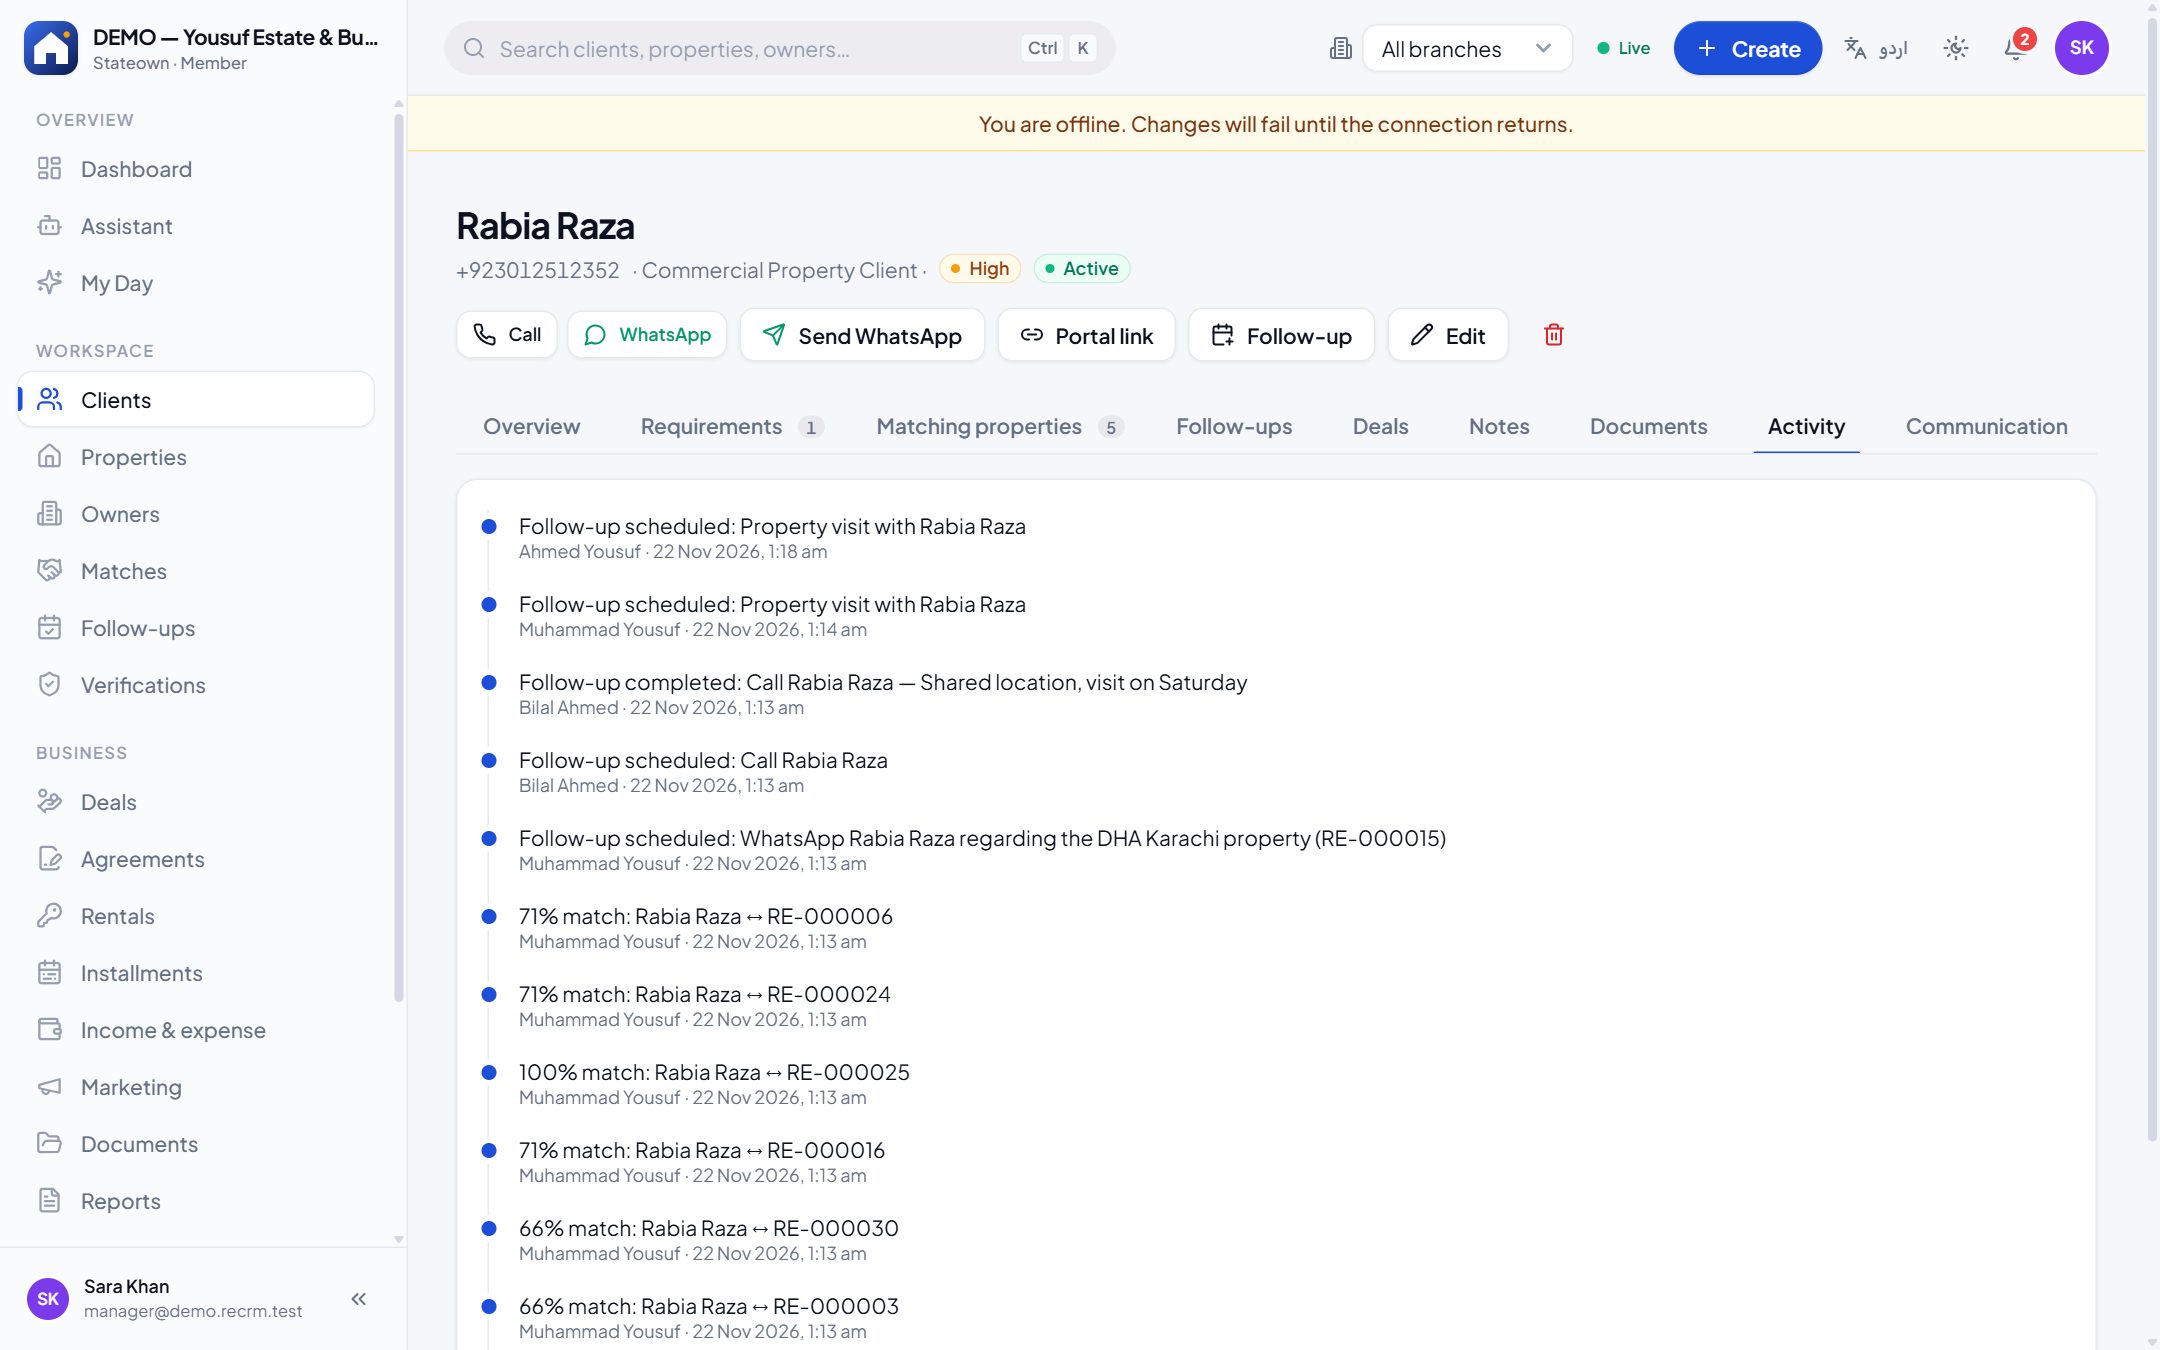 DEMO — Yousuf Estate & Bu...
Stateown · Member
OVERVIEW
Dashboard
Assistant
My Day
WORKSPACE
Clients
Properties
Owners
Matches
Follow-ups
Verifications
BUSINESS
Deals
Agreements
Rentals
Installments
Income & expense
Marketing
Documents
Reports
SK
Sara Khan
manager@demo.recrm.test
Search clients, properties, owners... Ctrl K
All branches
Live
+ Create
اردو
2
SK
You are offline. Changes will fail until the connection returns.
Rabia Raza
+923012512352 · Commercial Property Client · High Active
Call WhatsApp Send WhatsApp Portal link Follow-up Edit
Overview Requirements 1 Matching properties 5 Follow-ups Deals Notes Documents Activity Communication
Follow-up scheduled: Property visit with Rabia Raza
Ahmed Yousuf · 22 Nov 2026, 1:18 am
Follow-up scheduled: Property visit with Rabia Raza
Muhammad Yousuf · 22 Nov 2026, 1:14 am
Follow-up completed: Call Rabia Raza — Shared location, visit on Saturday
Bilal Ahmed · 22 Nov 2026, 1:13 am
Follow-up scheduled: Call Rabia Raza
Bilal Ahmed · 22 Nov 2026, 1:13 am
Follow-up scheduled: WhatsApp Rabia Raza regarding the DHA Karachi property (RE-000015)
Muhammad Yousuf · 22 Nov 2026, 1:13 am
71% match: Rabia Raza ↔ RE-000006
Muhammad Yousuf · 22 Nov 2026, 1:13 am
71% match: Rabia Raza ↔ RE-000024
Muhammad Yousuf · 22 Nov 2026, 1:13 am
100% match: Rabia Raza ↔ RE-000025
Muhammad Yousuf · 22 Nov 2026, 1:13 am
71% match: Rabia Raza ↔ RE-000016
Muhammad Yousuf · 22 Nov 2026, 1:13 am
66% match: Rabia Raza ↔ RE-000030
Muhammad Yousuf · 22 Nov 2026, 1:13 am
66% match: Rabia Raza ↔ RE-000003
Muhammad Yousuf · 22 Nov 2026, 1:13 am